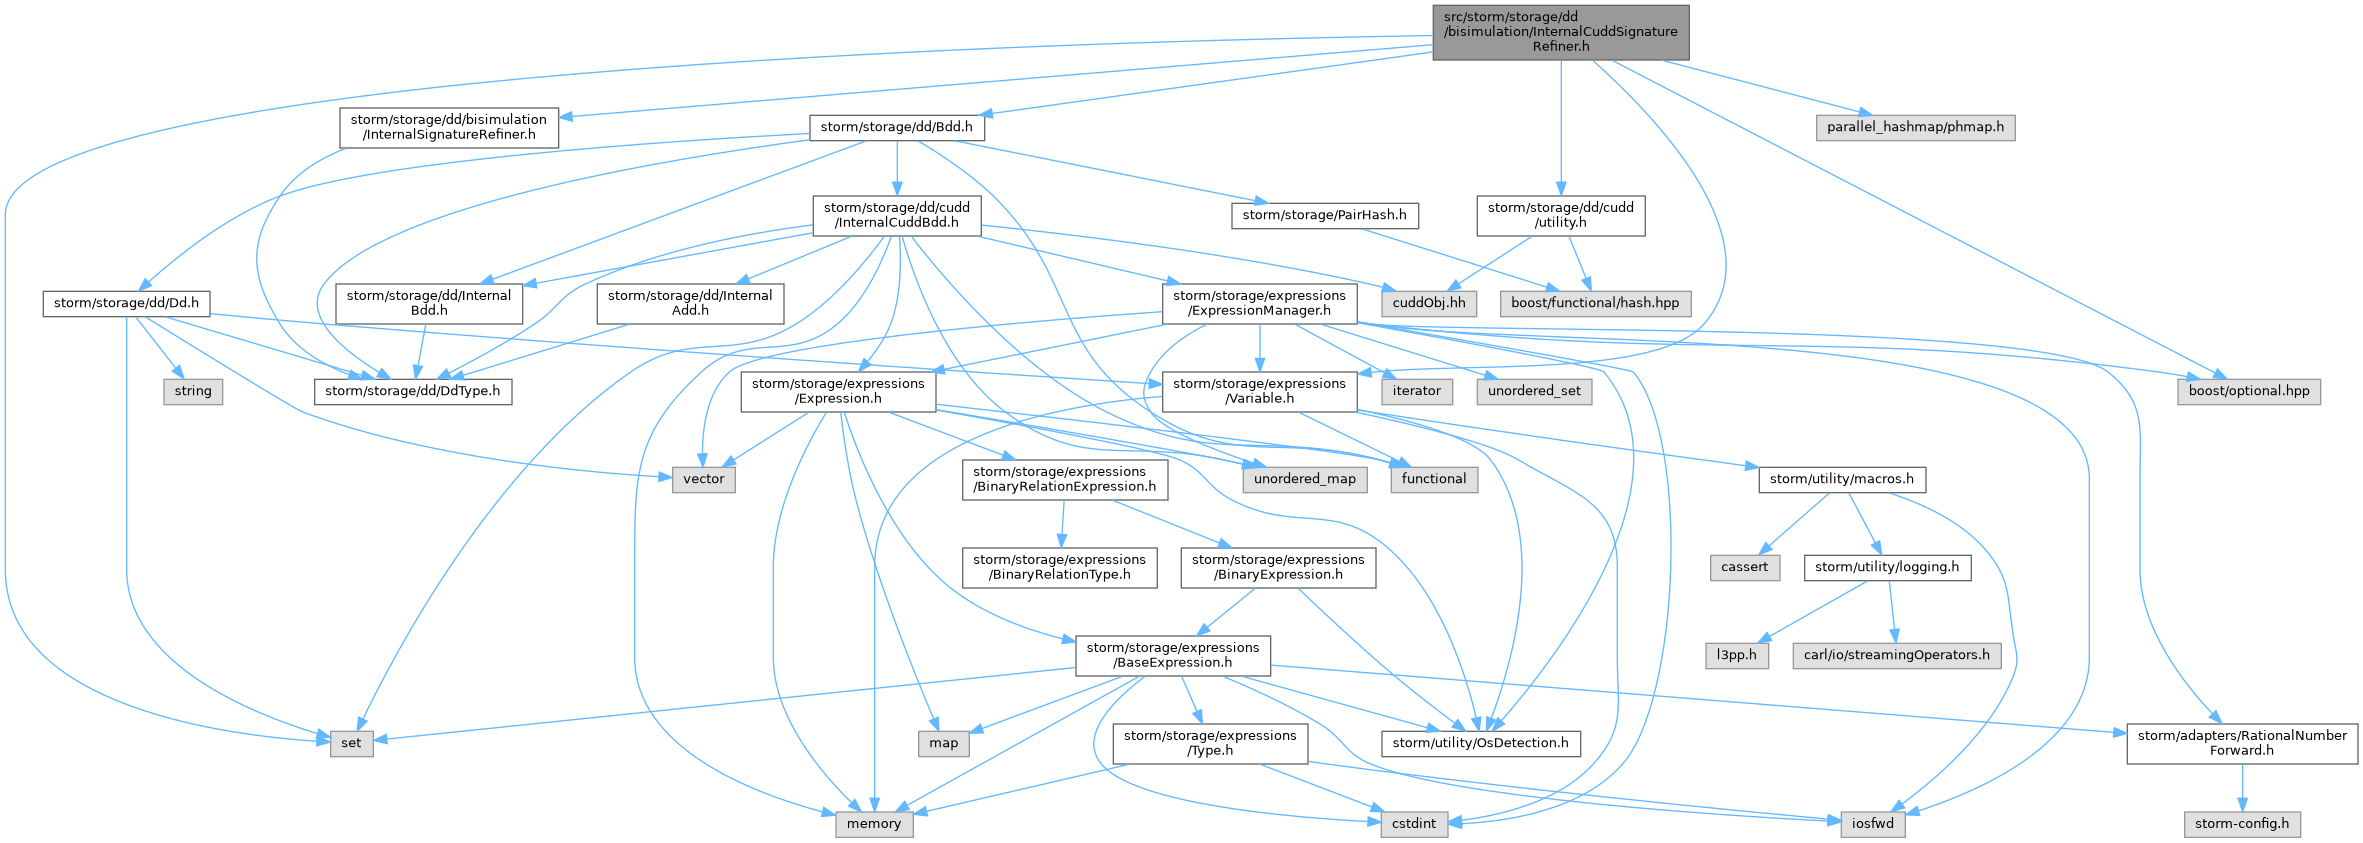 src/storm/storage/dd
/bisimulation/InternalCuddSignature
Refiner.h
storm/storage/dd/bisimulation
/InternalSignatureRefiner.h
storm/storage/dd/Bdd.h
parallel_hashmap/phmap.h
storm/storage/dd/cudd
/InternalCuddBdd.h
storm/storage/PairHash.h
storm/storage/dd/cudd
/utility.h
storm/storage/dd/Dd.h
storm/storage/dd/Internal
Bdd.h
storm/storage/dd/Internal
Add.h
storm/storage/expressions
/ExpressionManager.h
cuddObj.hh
boost/functional/hash.hpp
string
storm/storage/dd/DdType.h
storm/storage/expressions
/Expression.h
storm/storage/expressions
/Variable.h
iterator
unordered_set
boost/optional.hpp
vector
storm/storage/expressions
/BinaryRelationExpression.h
unordered_map
functional
storm/utility/macros.h
storm/storage/expressions
/BinaryRelationType.h
storm/storage/expressions
/BinaryExpression.h
cassert
storm/utility/logging.h
storm/storage/expressions
/BaseExpression.h
l3pp.h
carl/io/streamingOperators.h
set
map
storm/storage/expressions
/Type.h
storm/utility/OsDetection.h
storm/adapters/RationalNumber
Forward.h
memory
cstdint
iosfwd
storm-config.h